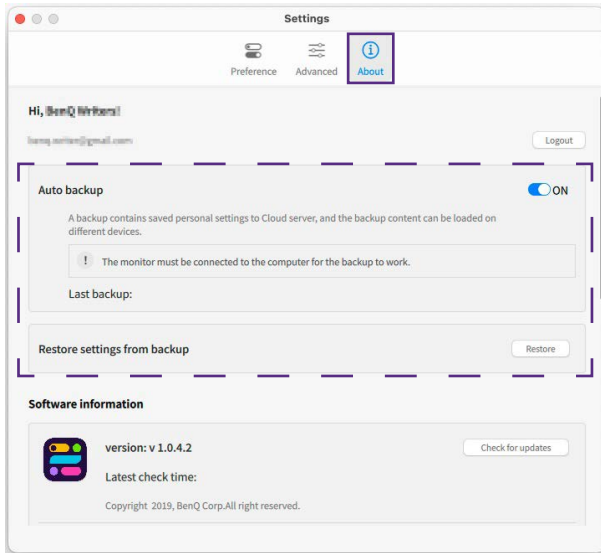 Settings
Preference Advanced About
Hi,
Logout
Auto backup
ON
A backup contains saved personal settings to Cloud server, and the backup content can be loaded on
different devices.
! The monitor must be connected to the computer for the backup to work.
Last backup:
Restore settings from backup
Restore
Software information
version: v 1.0.4.2
Check for updates
Latest check time:
Copyright 2019, BenQ Corp.All right reserved.